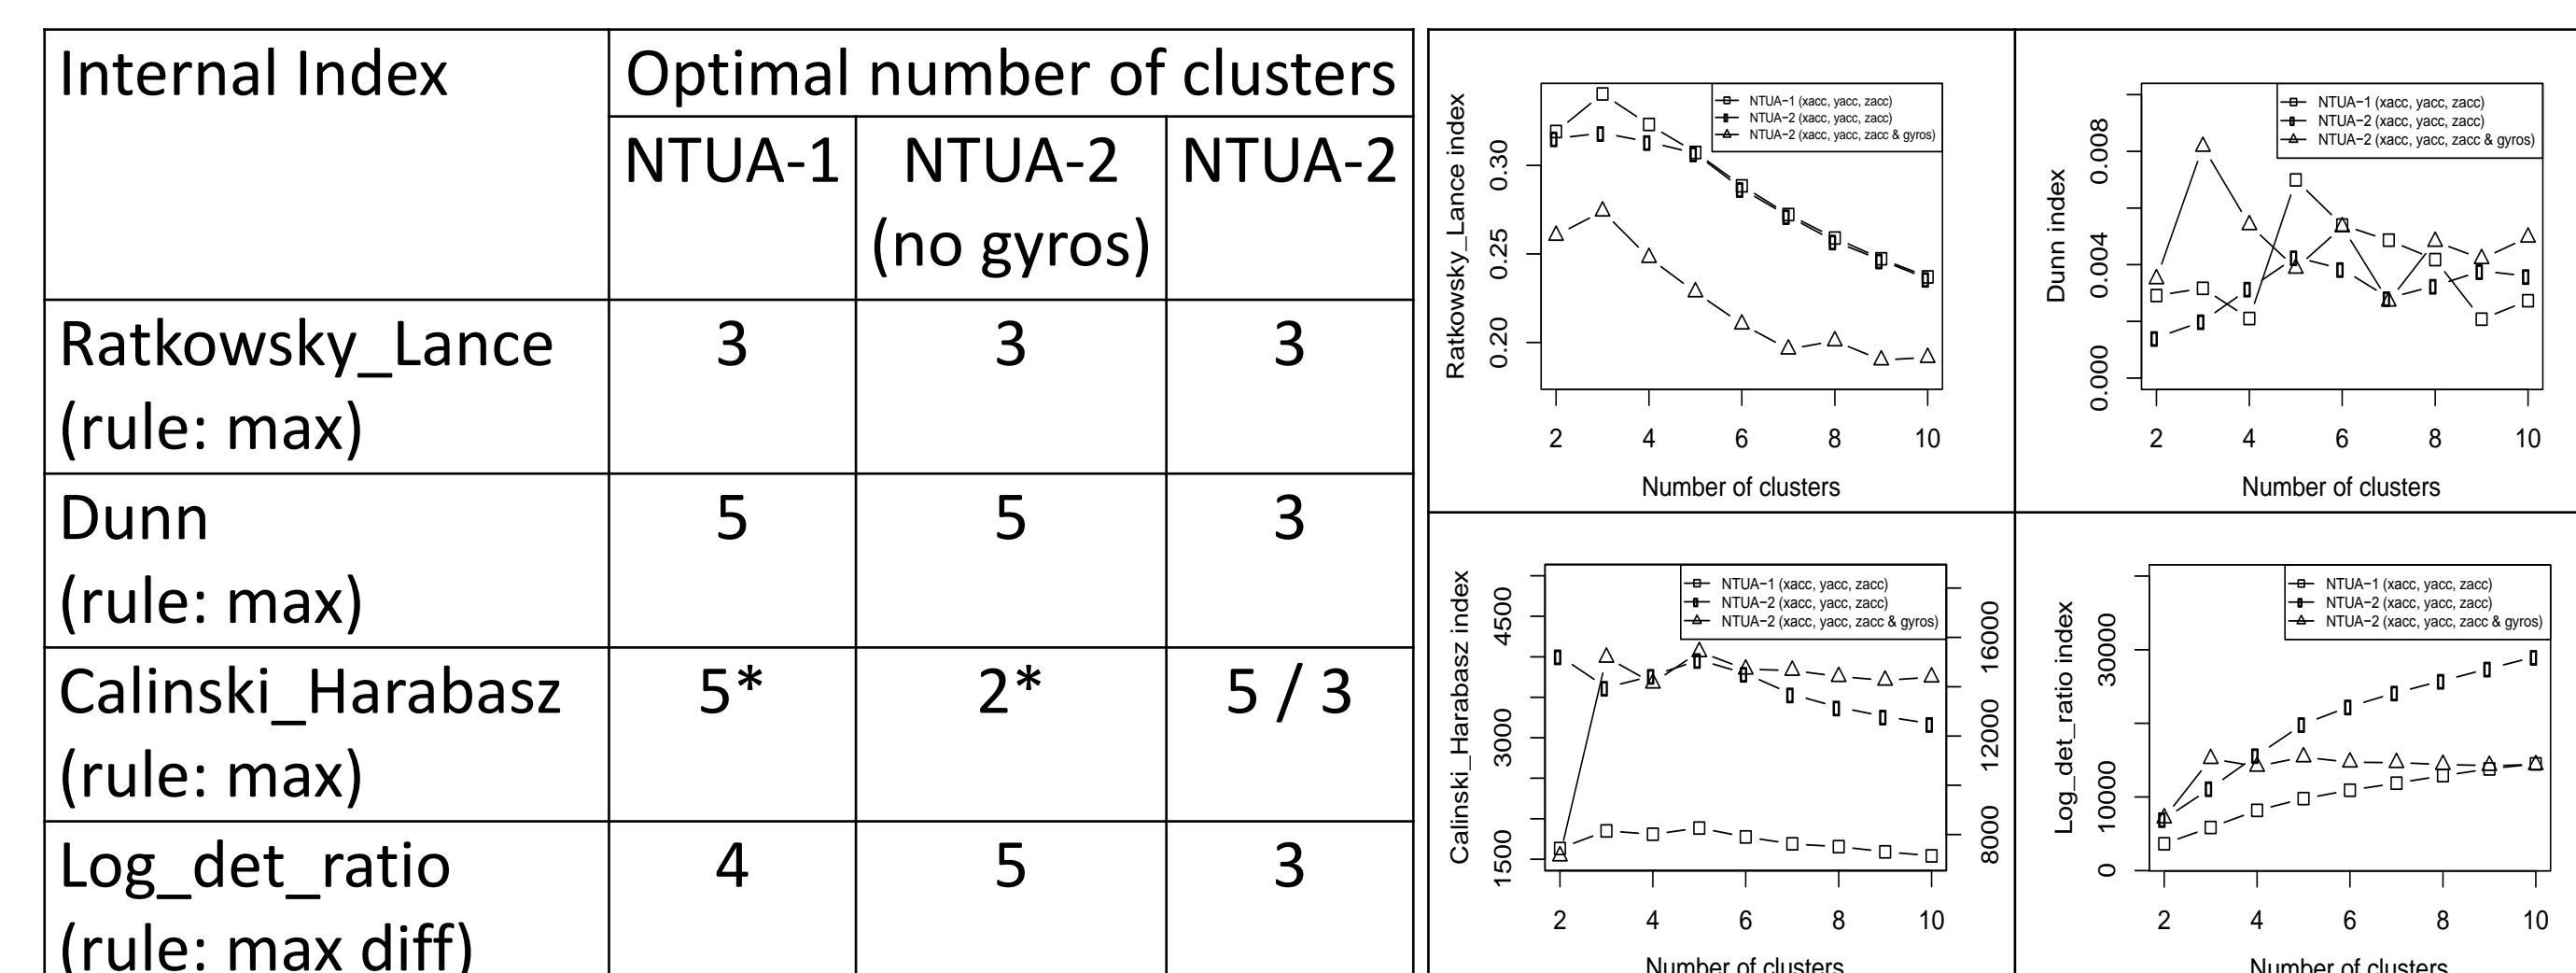 Internal Index
Optimal number of clusters
NTUA-1
NTUA-2
(no gyros)
NTUA-2
Ratkowsky_Lance
(rule: max)
3
3
3
Dunn
(rule: max)
5
5
3
Calinski_Harabasz
(rule: max)
5*
2*
5 / 3
Log_det_ratio
(rule: max diff)
4
5
3
Ratkowsky_Lance index
0.30
0.25
0.20
NTUA−1 (xacc, yacc, zacc)
NTUA−2 (xacc, yacc, zacc)
NTUA−2 (xacc, yacc, zacc & gyros)
2 4 6 8 10
Number of clusters
Dunn index
0.008
0.004
0.000
NTUA−1 (xacc, yacc, zacc)
NTUA−2 (xacc, yacc, zacc)
NTUA−2 (xacc, yacc, zacc & gyros)
2 4 6 8 10
Number of clusters
Calinski_Harabasz index
4500
3000
1500
NTUA−1 (xacc, yacc, zacc)
NTUA−2 (xacc, yacc, zacc)
NTUA−2 (xacc, yacc, zacc & gyros)
16000
12000
8000
2 4 6 8 10
Number of clusters
Log_det_ratio index
30000
10000
0
NTUA−1 (xacc, yacc, zacc)
NTUA−2 (xacc, yacc, zacc)
NTUA−2 (xacc, yacc, zacc & gyros)
2 4 6 8 10
Number of clusters